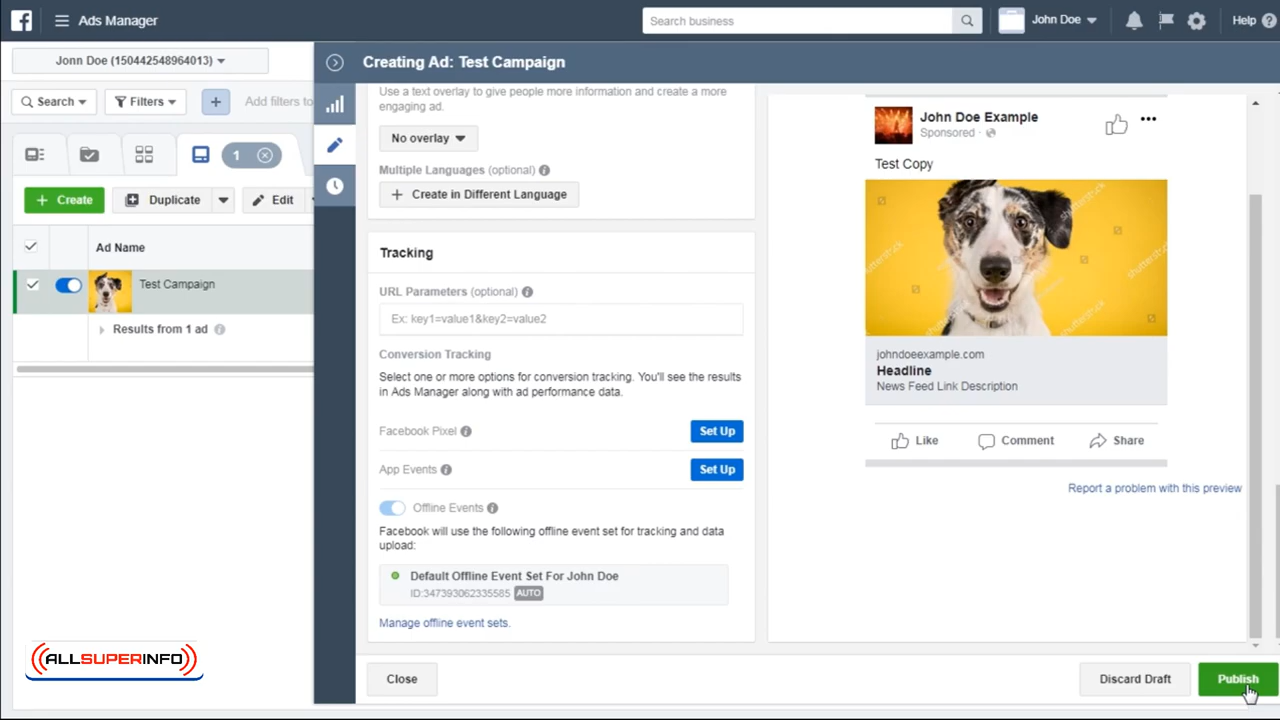 f
Ads Manager
Search business
John Doe
Help
Jonn Doe (150442548964013)
Creating Ad: Test Campaign
Search
Filters
Add filters to
Use a text overlay to give people more information and create a more
engaging ad.
No overlay
Multiple Languages (optional)
Create in Different Language
1
Create
Duplicate
Edit
Ad Name
Test Campaign
Results from 1 ad
Tracking
URL Parameters (optional)
Ex: key1=value1&key2=value2
Conversion Tracking
Select one or more options for conversion tracking. You'll see the results
in Ads Manager along with ad performance data.
Facebook Pixel
Set Up
App Events
Set Up
Offline Events
Facebook will use the following offline event set for tracking and data
upload:
Default Offline Event Set For John Doe
ID:347393062335585 AUTO
Manage offline event sets.
John Doe Example
Sponsored
Test Copy
shutterstock
shutterstock
johndoeexample.com
Headline
News Feed Link Description
Like
Comment
Share
Report a problem with this preview
ALLSUPERINFO
Close
Discard Draft
Publish